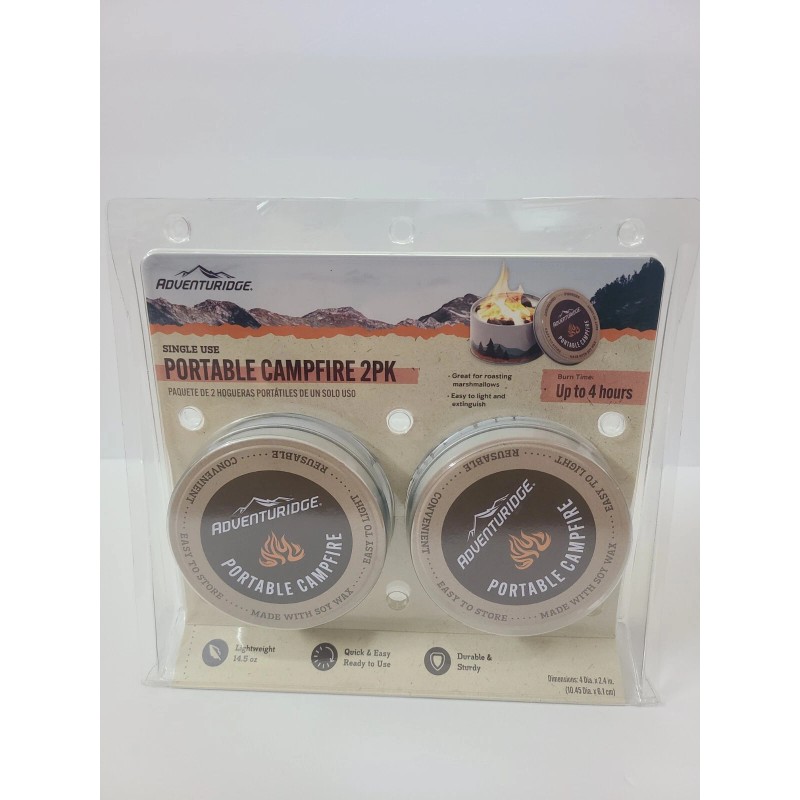 ADVENTURIDGE.
SINGLE USE
PORTABLE CAMPFIRE 2PK
PAQUETE DE 2 HOGUERAS PORTÁTILES DE UN SOLO USO
PORTABLE CAMPFIRE
- Great for roasting
marshmallows
- Easy to light and
extinguish
Burn Time:
Up to 4 hours
CONVENIENT ····· REUSABLE ····· EASY TO LIGHT ····· MADE WITH SOY WAX ····· EASY TO STORE
ADVENTURIDGE.
PORTABLE CAMPFIRE
CONVENIENT ····· REUSABLE ····· EASY TO LIGHT ····· MADE WITH SOY WAX ····· EASY TO STORE
ADVENTURIDGE.
PORTABLE CAMPFIRE
Lightweight
14.5 oz
Quick & Easy
Ready to Use
Durable &
Sturdy
Dimensions: 4 Dia. x 2.4 in.
(10.45 Dia. x 6.1 cm)